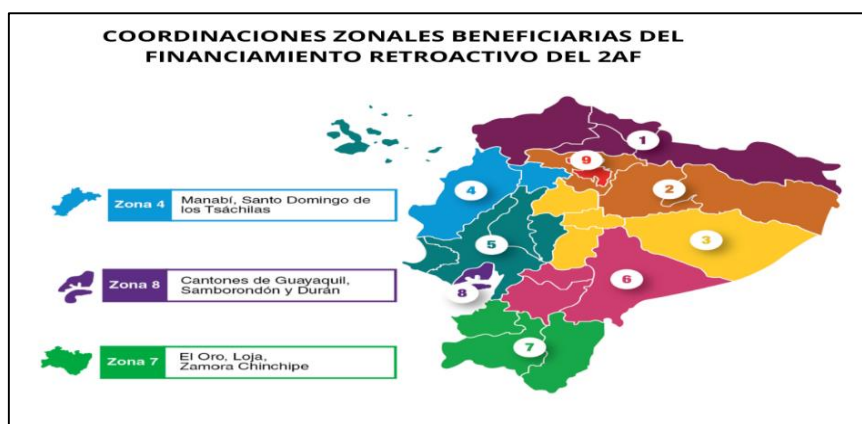 COORDINACIONES ZONALES BENEFICIARIAS DEL
FINANCIAMIENTO RETROACTIVO DEL 2AF
Zona 4
Manabí, Santo Domingo de
los Tsáchilas
Zona 8
Cantones de Guayaquil,
Samborondón y Durán
Zona 7
El Oro, Loja,
Zamora Chinchipe
1
9
2
4
3
5
6
8
7